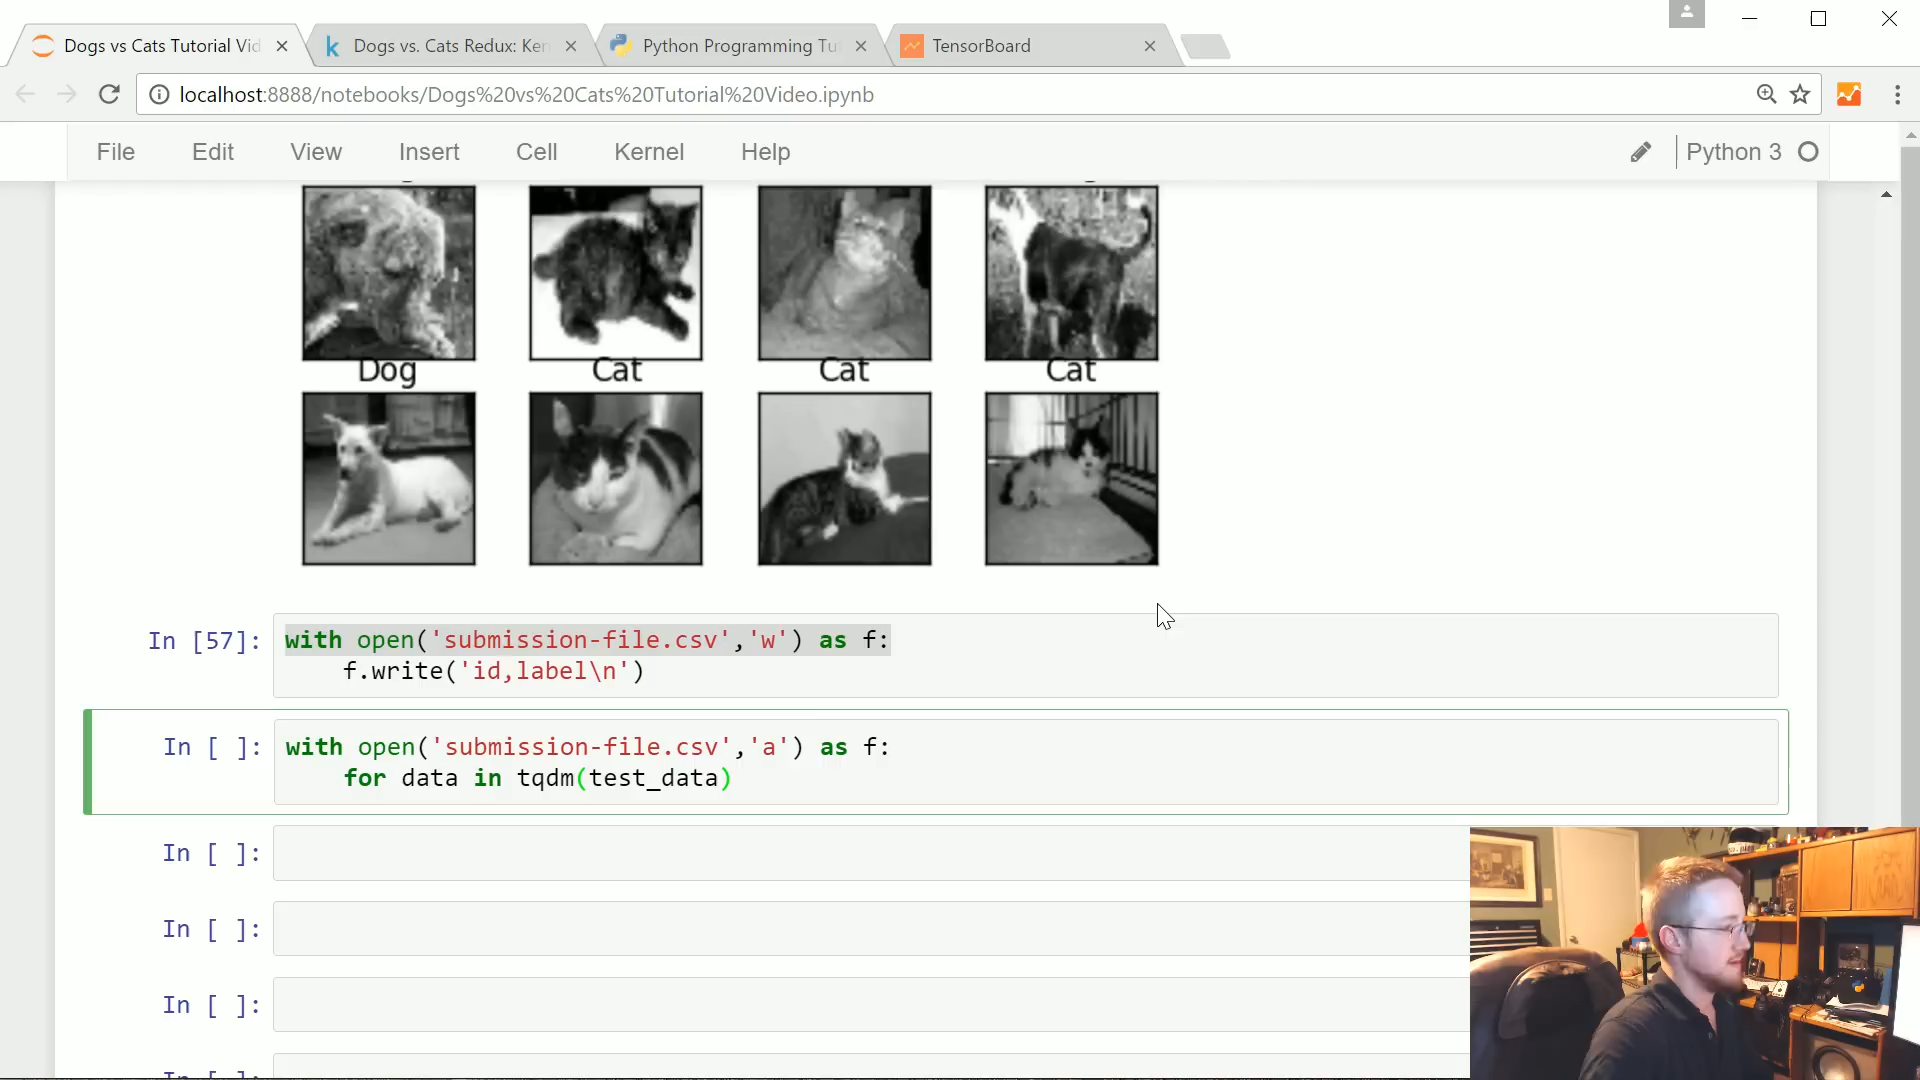 Dogs vs Cats Tutorial Vid
Dogs vs. Cats Redux: Ker
Python Programming Tu
TensorBoard
localhost:8888/notebooks/Dogs%20vs%20Cats%20Tutorial%20Video.ipynb
File Edit View Insert Cell Kernel Help Python 3
Dog Cat Cat Cat
In [57]: with open('submission-file.csv','w') as f:
f.write('id,label\n')
In [ ]: with open('submission-file.csv','a') as f:
for data in tqdm(test_data)
In [ ]:
In [ ]:
In [ ]: